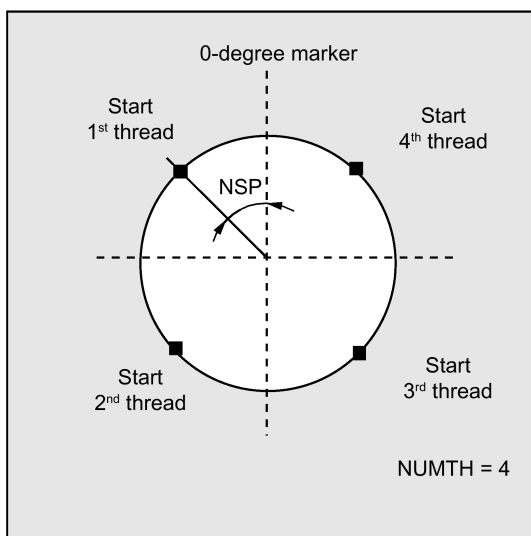 0-degree marker
Start
1st thread
Start
4th thread
NSP
Start
2nd thread
Start
3rd thread
NUMTH = 4